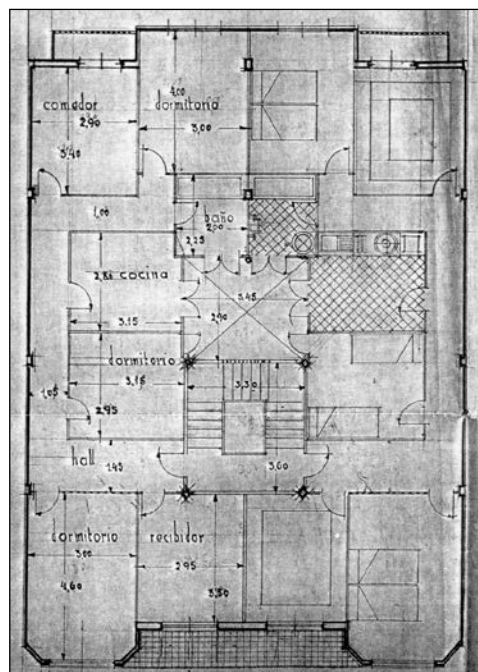 comedor
2,90
3,40
4,00
dormitorio
3,00
1,00
baño
2,00
2,25
2,85
cocina
3,15
3,45
2,90
dormitorio
3,15
2,95
1,05
3,30
hall
1,45
3,00
dormitorio
3,00
4,60
recibidor
2,95
3,50